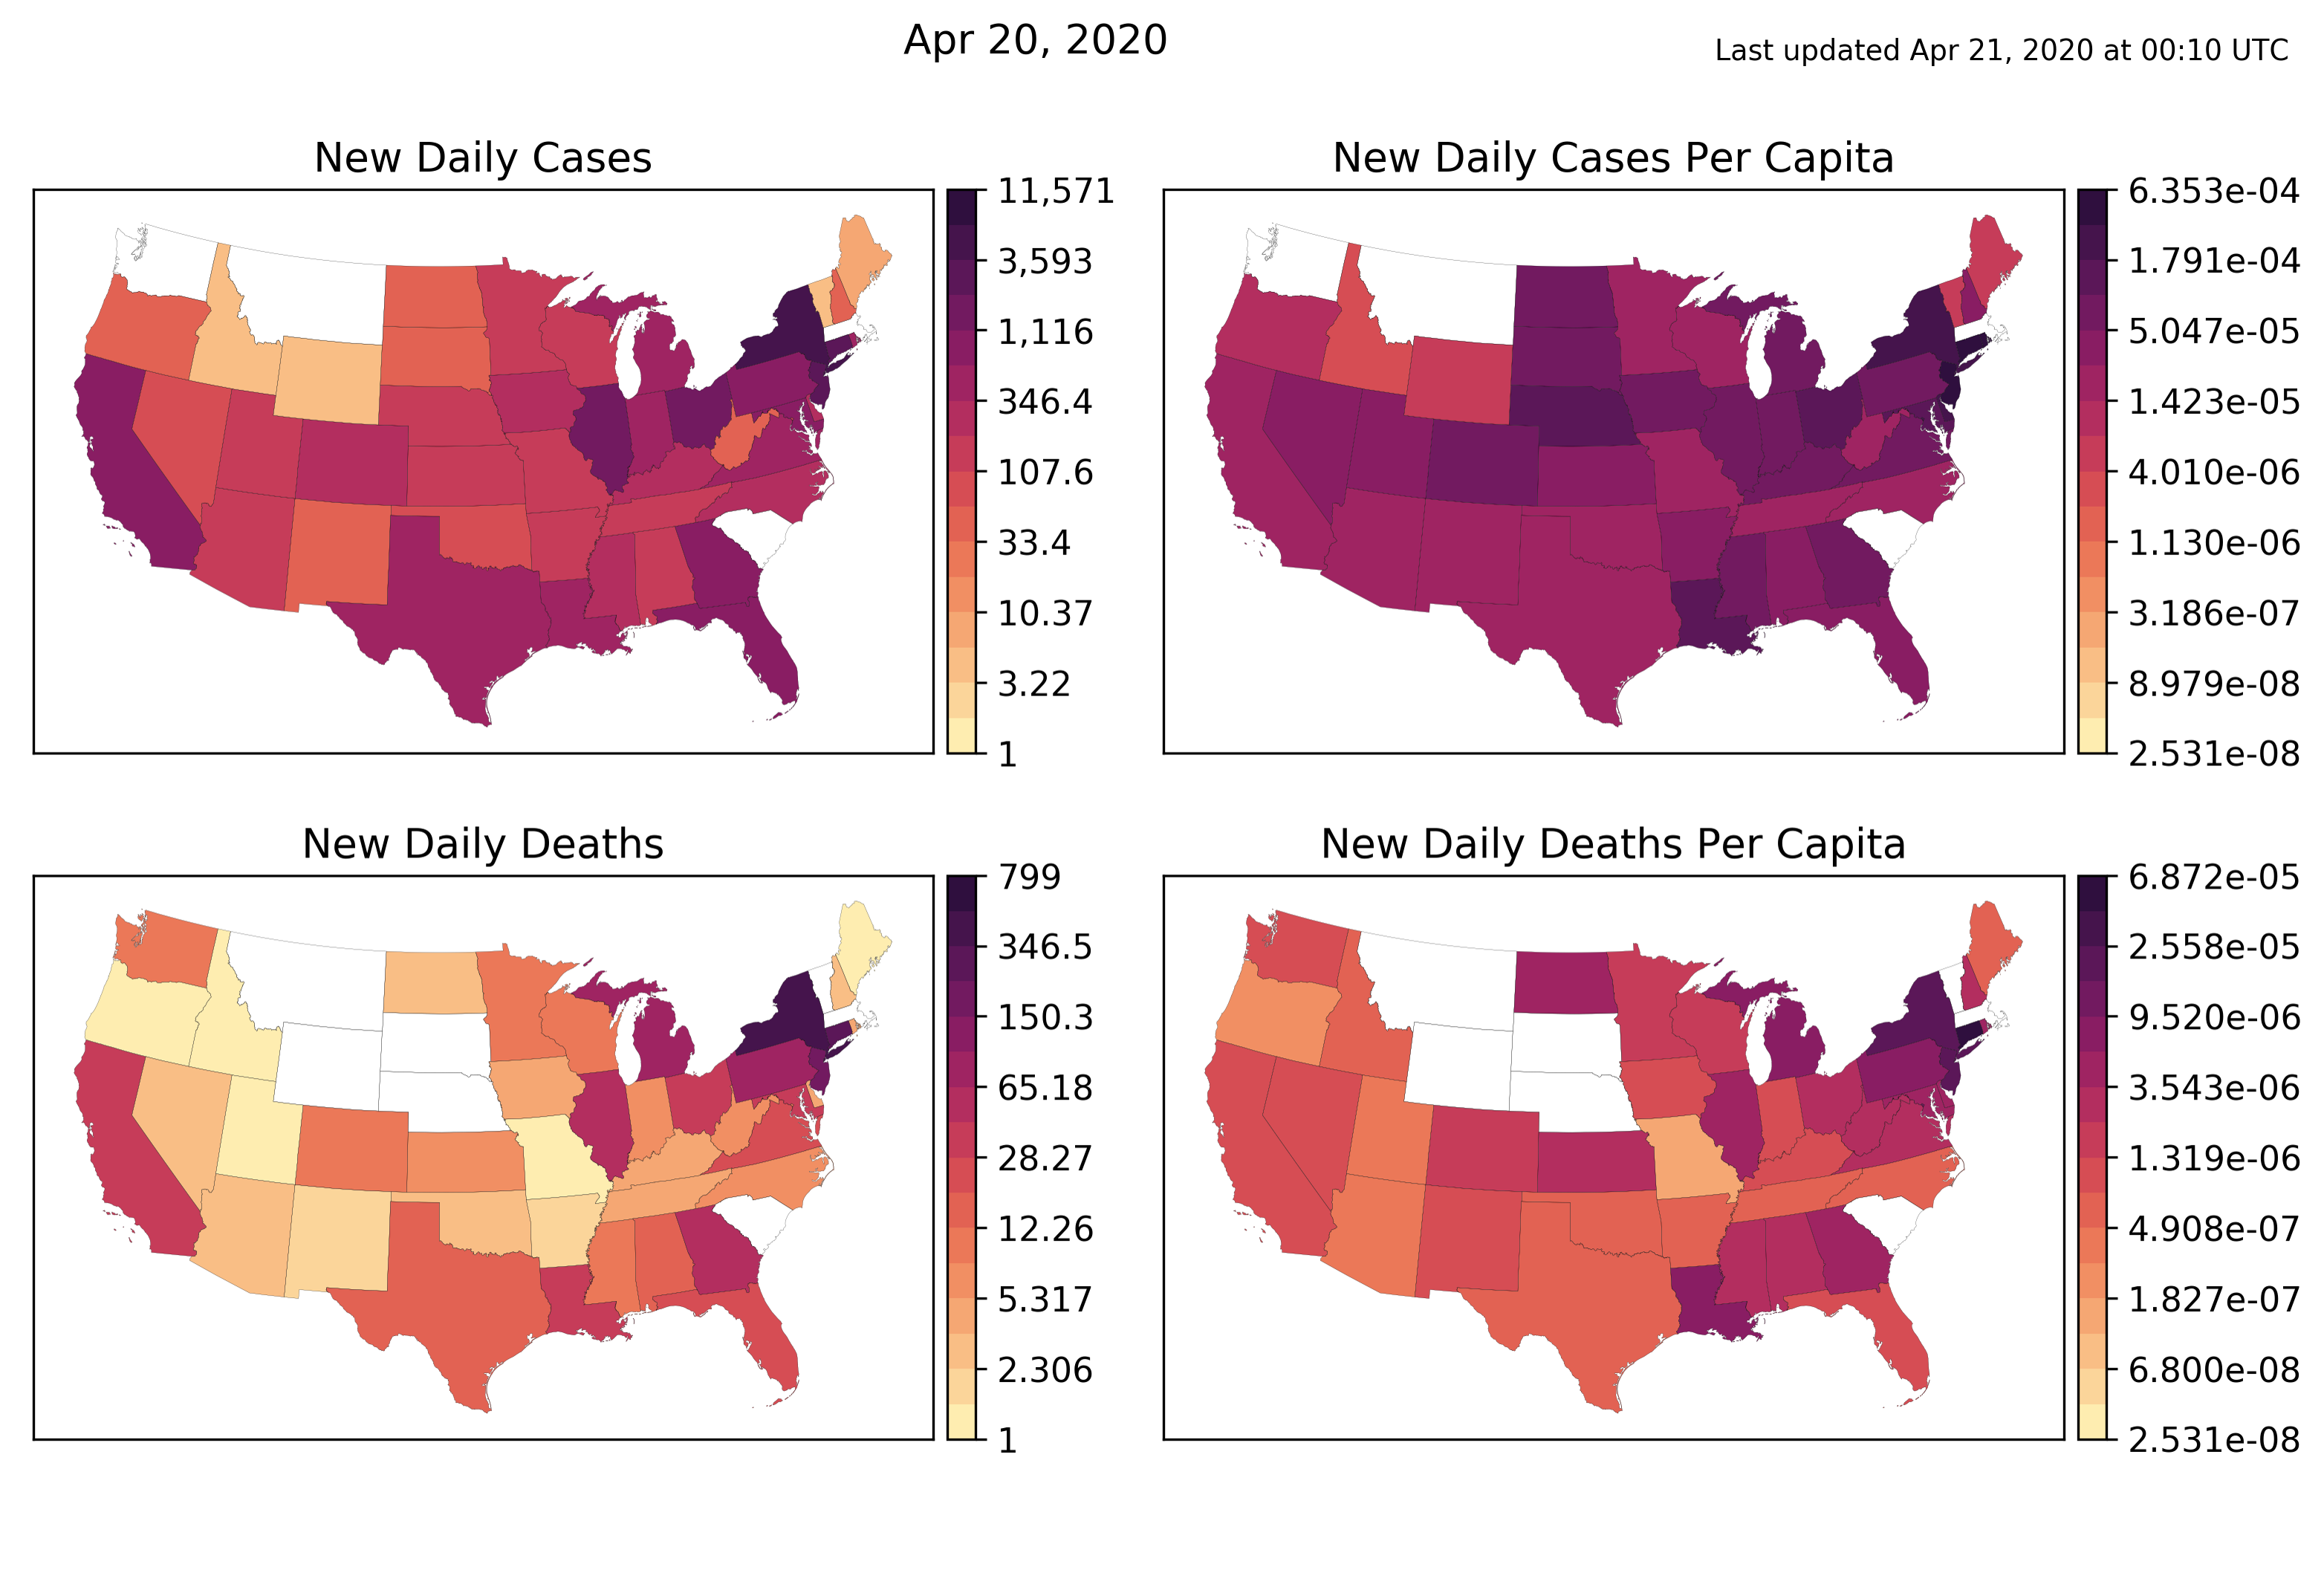 Apr 20, 2020
Last updated Apr 21, 2020 at 00:10 UTC
New Daily Cases
11,571
3,593
1,116
346.4
107.6
33.4
10.37
3.22
1
New Daily Cases Per Capita
6.353e-04
1.791e-04
5.047e-05
1.423e-05
4.010e-06
1.130e-06
3.186e-07
8.979e-08
2.531e-08
New Daily Deaths
799
346.5
150.3
65.18
28.27
12.26
5.317
2.306
1
New Daily Deaths Per Capita
6.872e-05
2.558e-05
9.520e-06
3.543e-06
1.319e-06
4.908e-07
1.827e-07
6.800e-08
2.531e-08